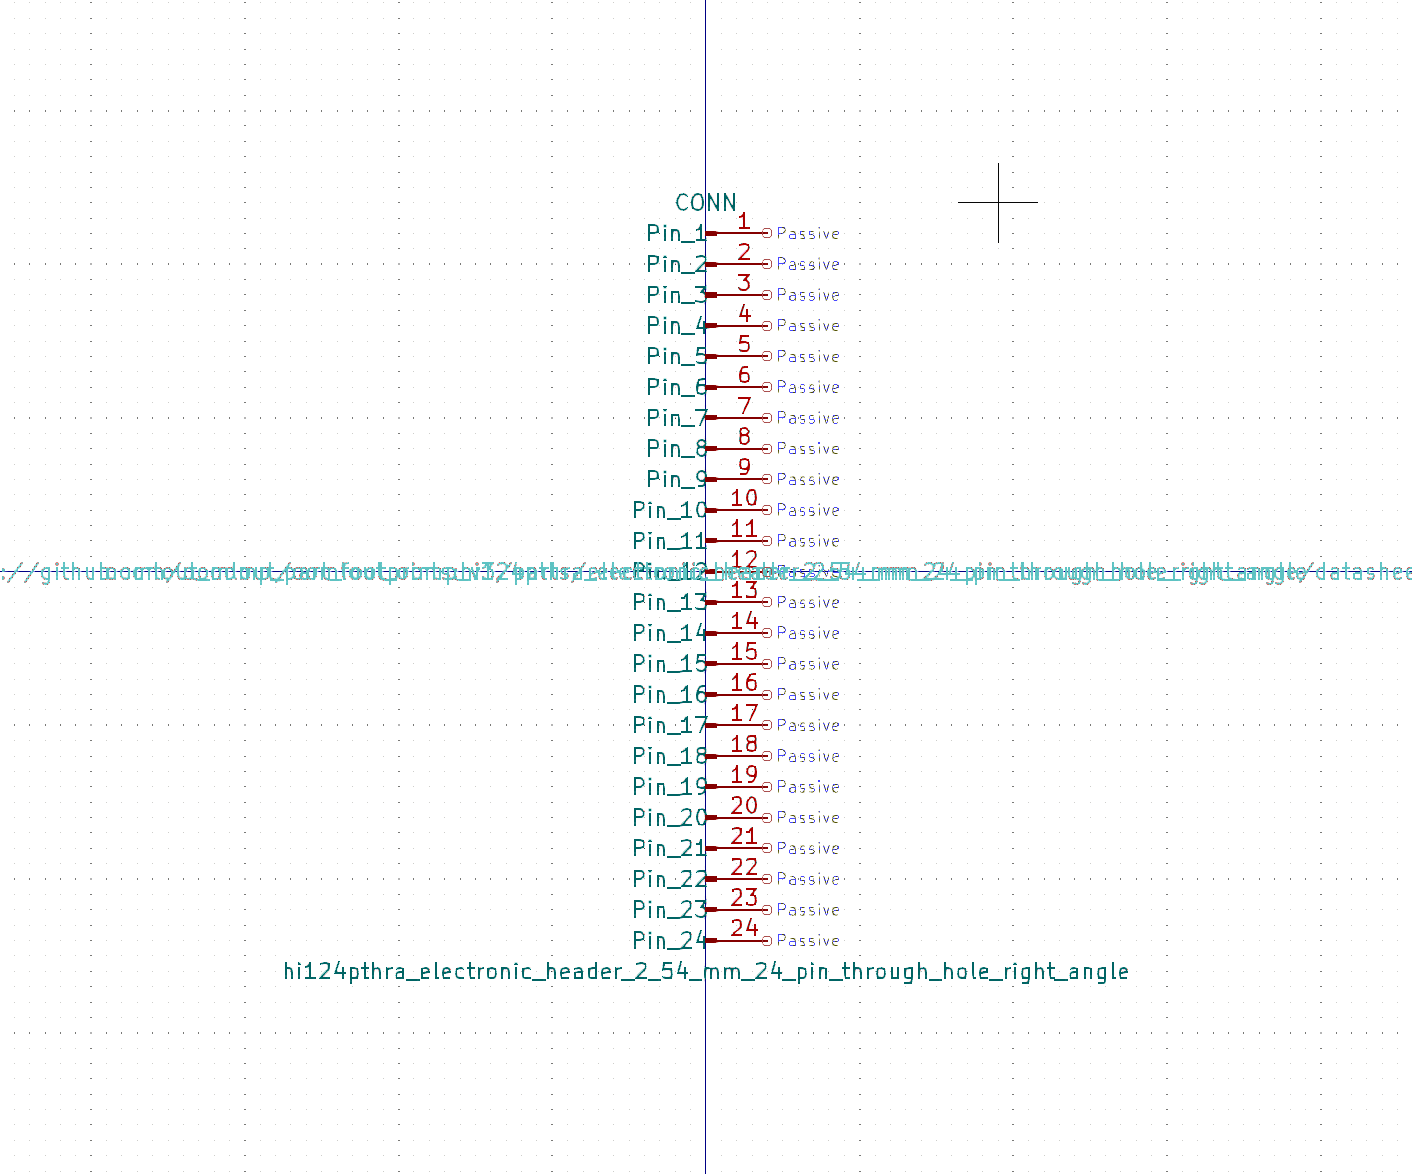 CONN
Pin_1 1 Passive
Pin_2 2 Passive
Pin_3 3 Passive
Pin_4 4 Passive
Pin_5 5 Passive
Pin_6 6 Passive
Pin_7 7 Passive
Pin_8 8 Passive
Pin_9 9 Passive
Pin_10 10 Passive
Pin_11 11 Passive
Pin_12 12 Passive
Pin_13 13 Passive
Pin_14 14 Passive
Pin_15 15 Passive
Pin_16 16 Passive
Pin_17 17 Passive
Pin_18 18 Passive
Pin_19 19 Passive
Pin_20 20 Passive
Pin_21 21 Passive
Pin_22 22 Passive
Pin_23 23 Passive
Pin_24 24 Passive
hi124pthra_electronic_header_2_54_mm_24_pin_through_hole_right_angle